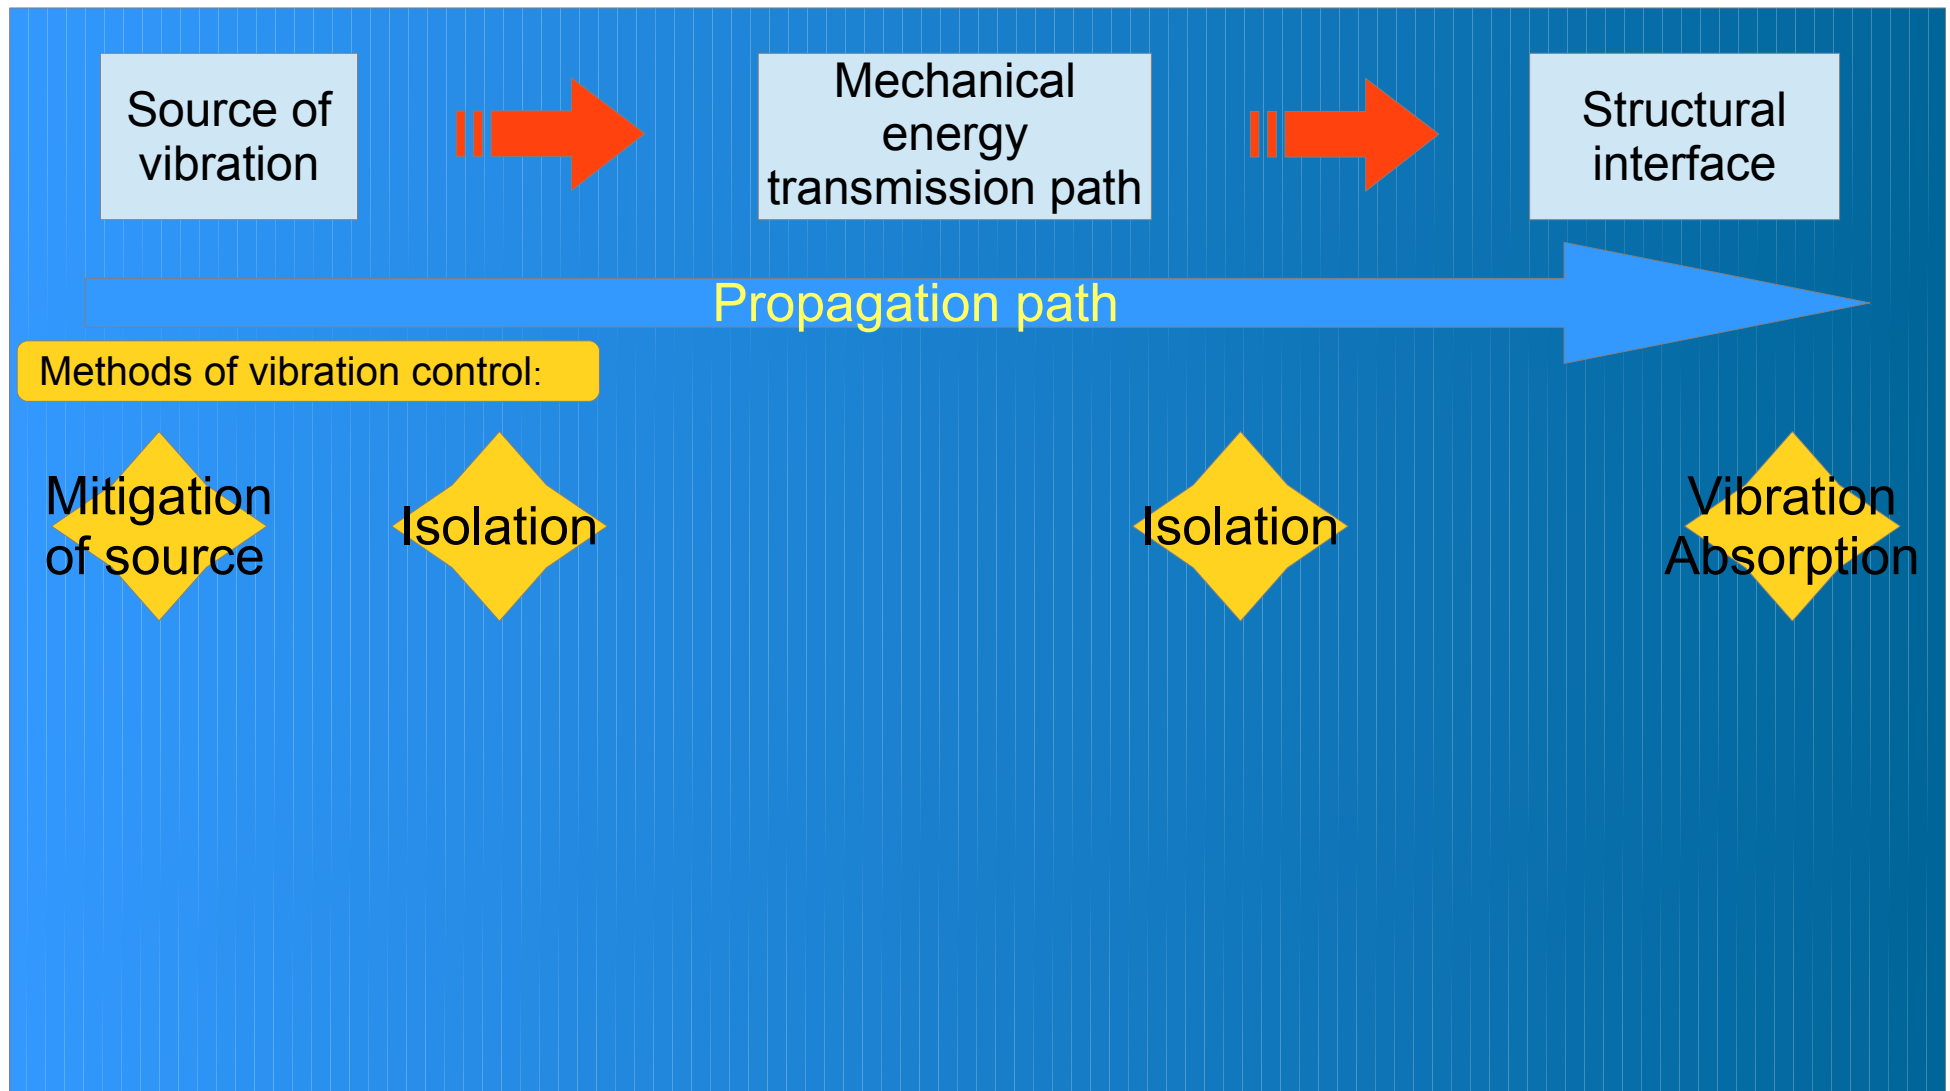 Source of
vibration
Mechanical
energy
transmission path
Structural
interface
Propagation path
Methods of vibration control:
Mitigation
of source
Isolation
Isolation
Vibration
Absorption